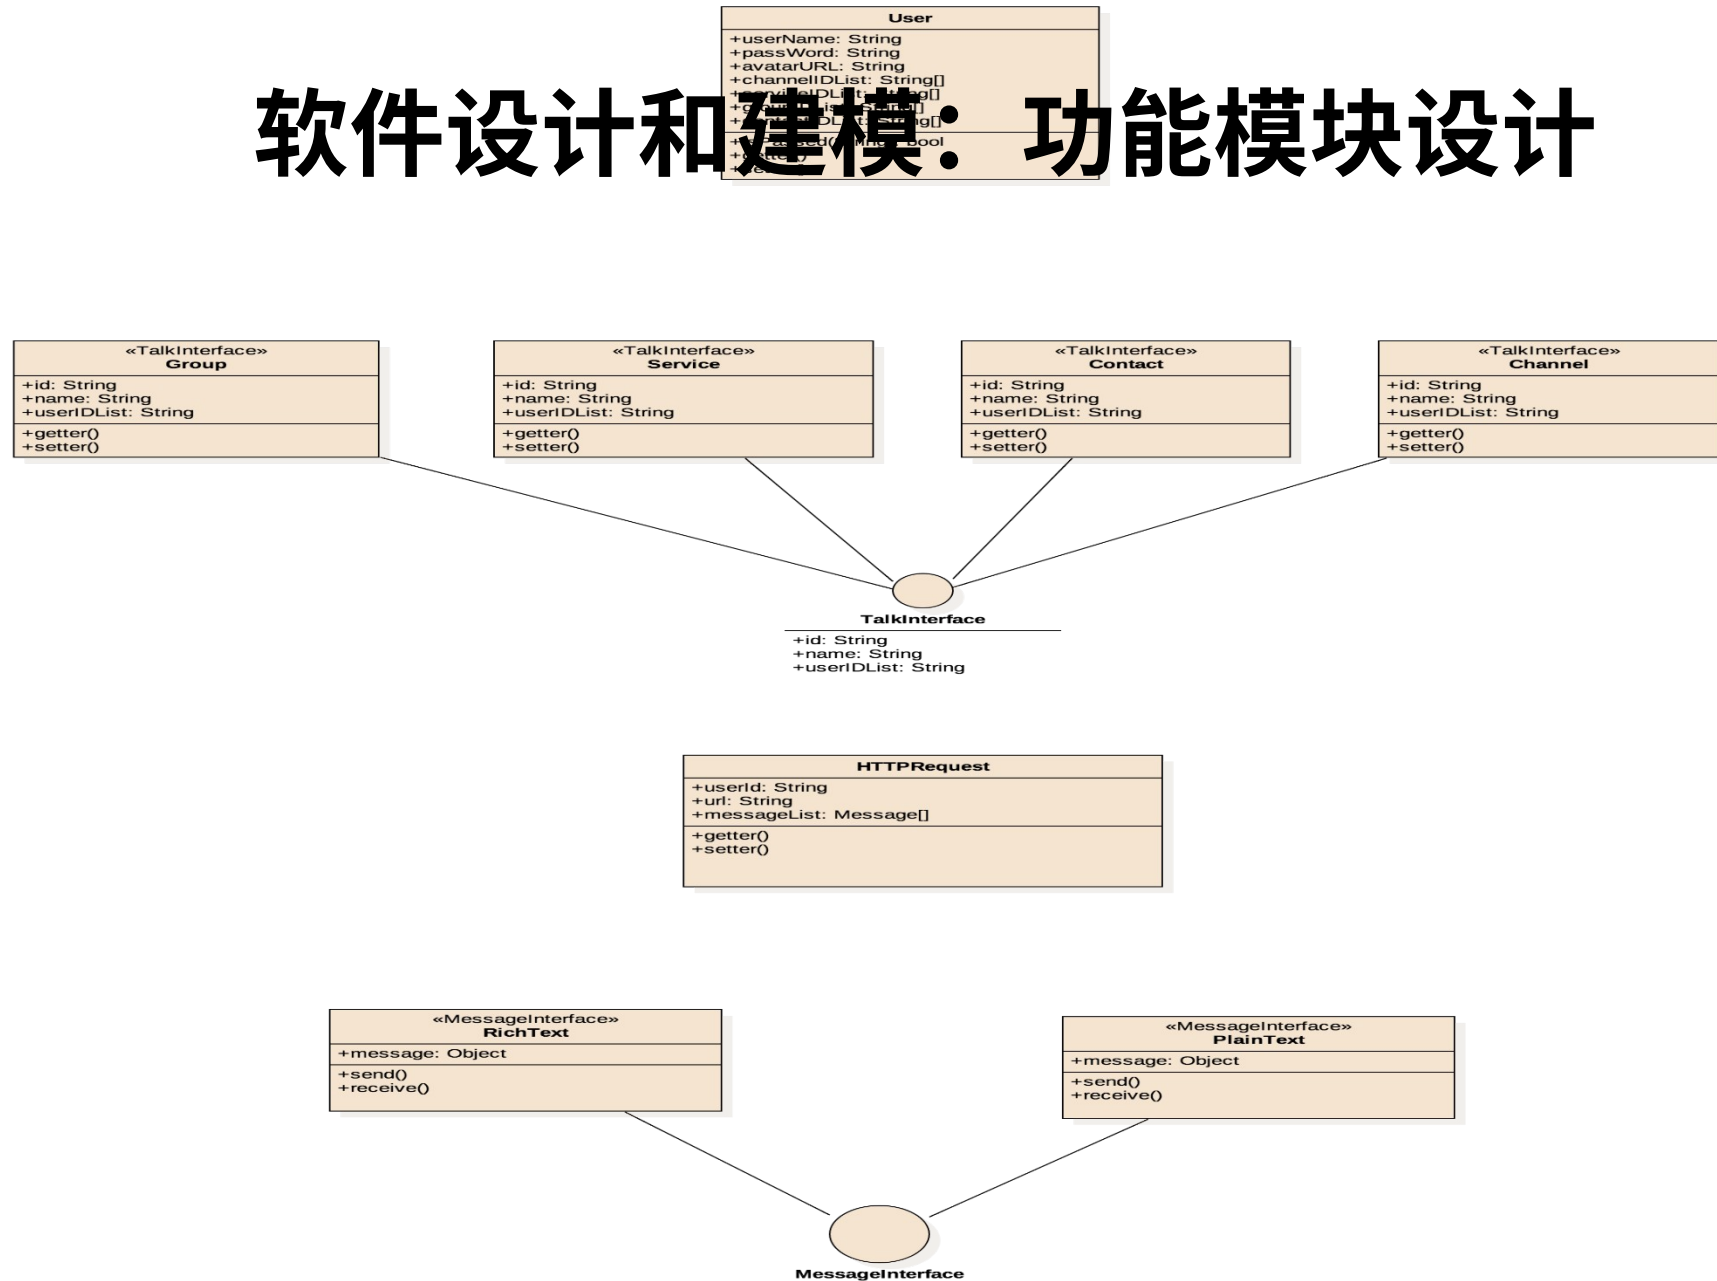 User
+userName: String
+passWord: String
+avatarURL: String
+channelIDList: String[]
软件设计和建模：功能模块设计
«TalkInterface»
Group
+id: String
+name: String
+userIDList: String
+getter()
+setter()
«TalkInterface»
Service
+id: String
+name: String
+userIDList: String
+getter()
+setter()
«TalkInterface»
Contact
+id: String
+name: String
+userIDList: String
+getter()
+setter()
«TalkInterface»
Channel
+id: String
+name: String
+userIDList: String
+getter()
+setter()
TalkInterface
+id: String
+name: String
+userIDList: String
HTTPRequest
+userId: String
+url: String
+messageList: Message[]
+getter()
+setter()
«MessageInterface»
RichText
+message: Object
+send()
+receive()
«MessageInterface»
PlainText
+message: Object
+send()
+receive()
MessageInterface